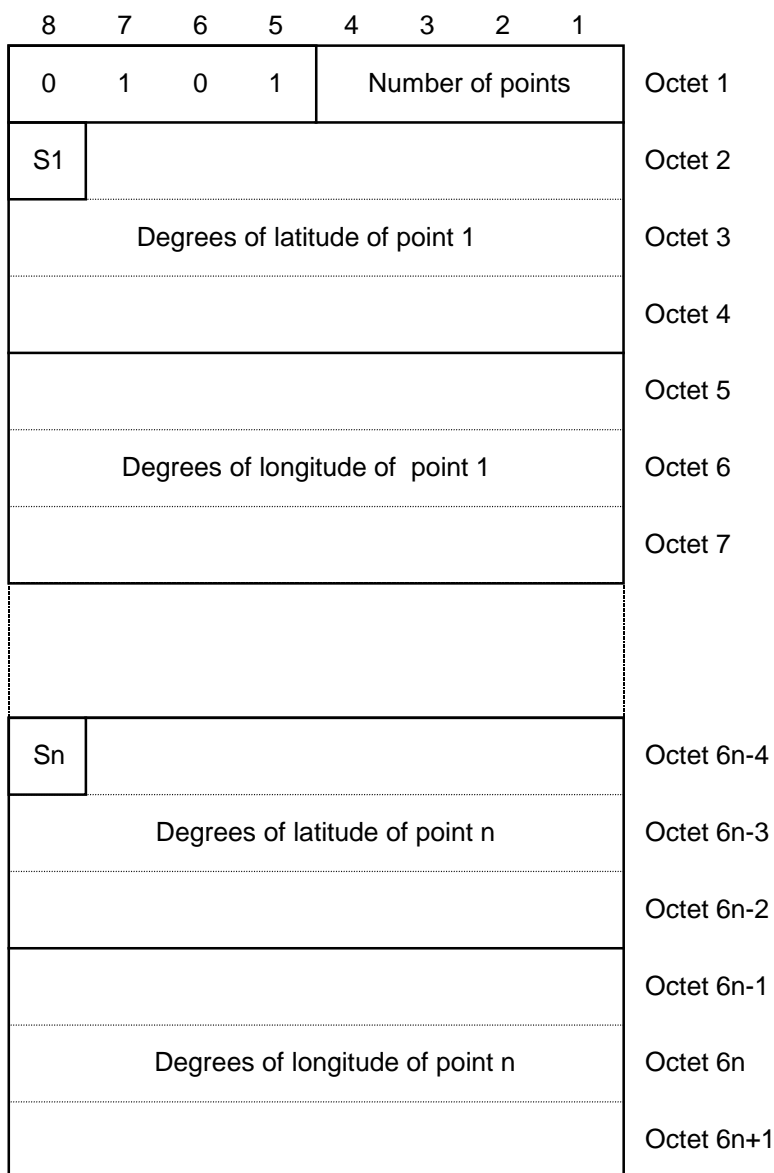 8 7 6 5 4 3 2 1
0 1 0 1 Number of points Octet 1
S1 Octet 2
Degrees of latitude of point 1 Octet 3
Octet 4
Octet 5
Degrees of longitude of  point 1 Octet 6
Octet 7
Sn Octet 6n-4
Degrees of latitude of point n Octet 6n-3
Octet 6n-2
Octet 6n-1
Degrees of longitude of point n Octet 6n
Octet 6n+1